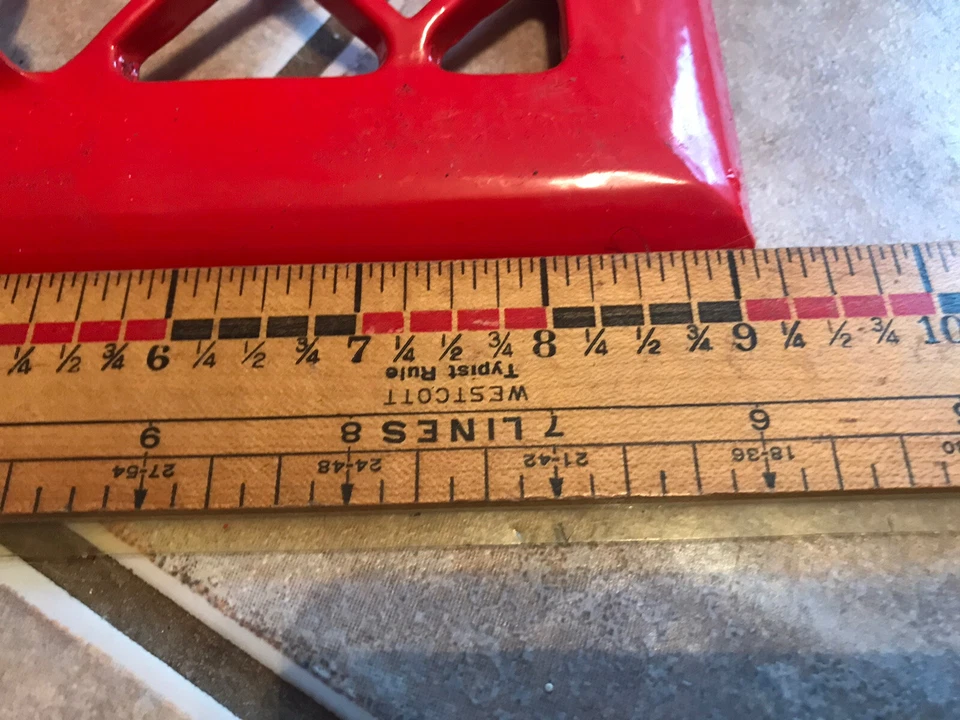 ¼ ½ ¾ 6 ¼ ½ ¾ 7 ¼ ½ ¾ 8 ¼ ½ ¾ 9 ¼ ½ ¾ 10
Typist Rule
WESTCOTT
6 7 LINES 8 9
18-36 21-42 24-48 27-54